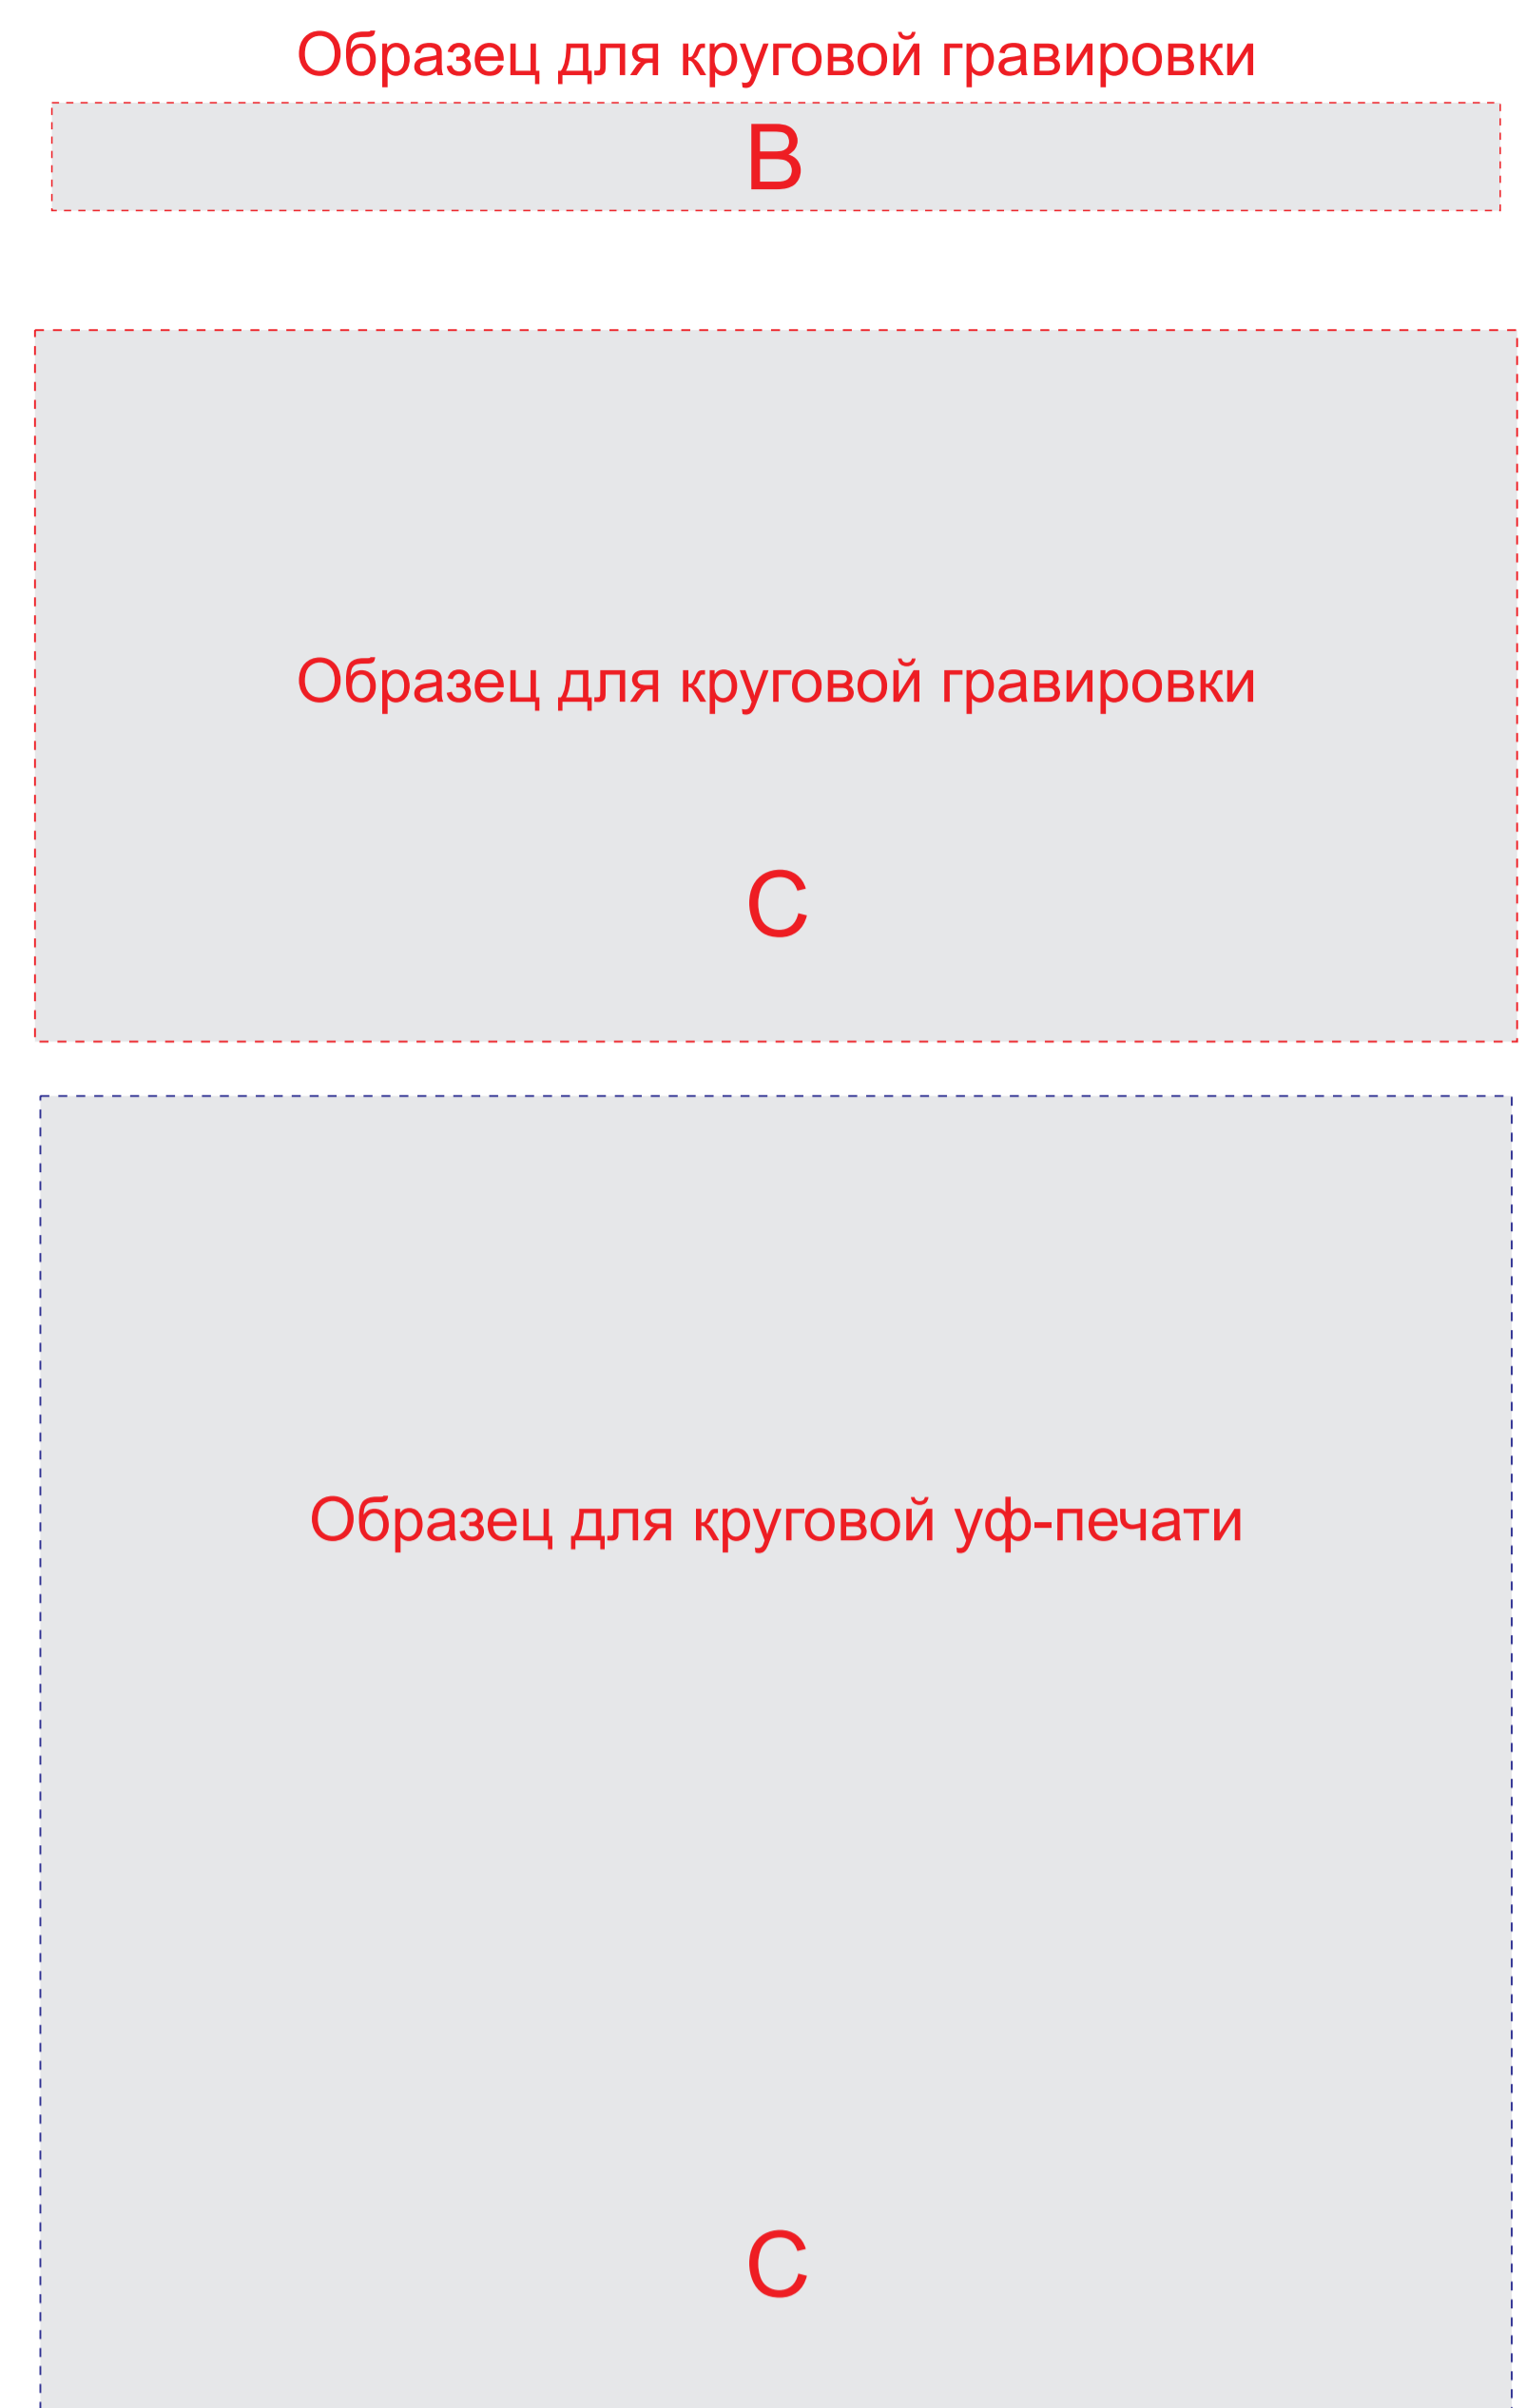 Образец для круговой гравировки
B
Образец для круговой гравировки
C
Образец для круговой уф-печати
C